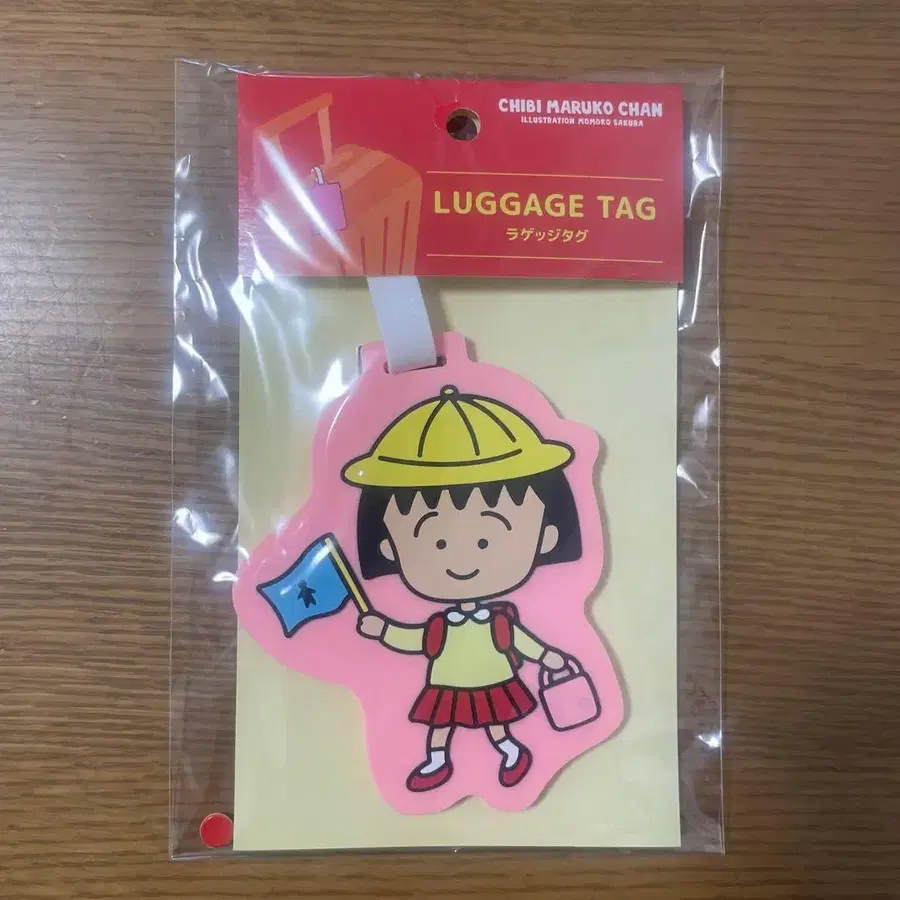 CHIBI MARUKO CHAN
ILLUSTRATION MOMOKO SAKURA
LUGGAGE TAG
ラゲッジタグ